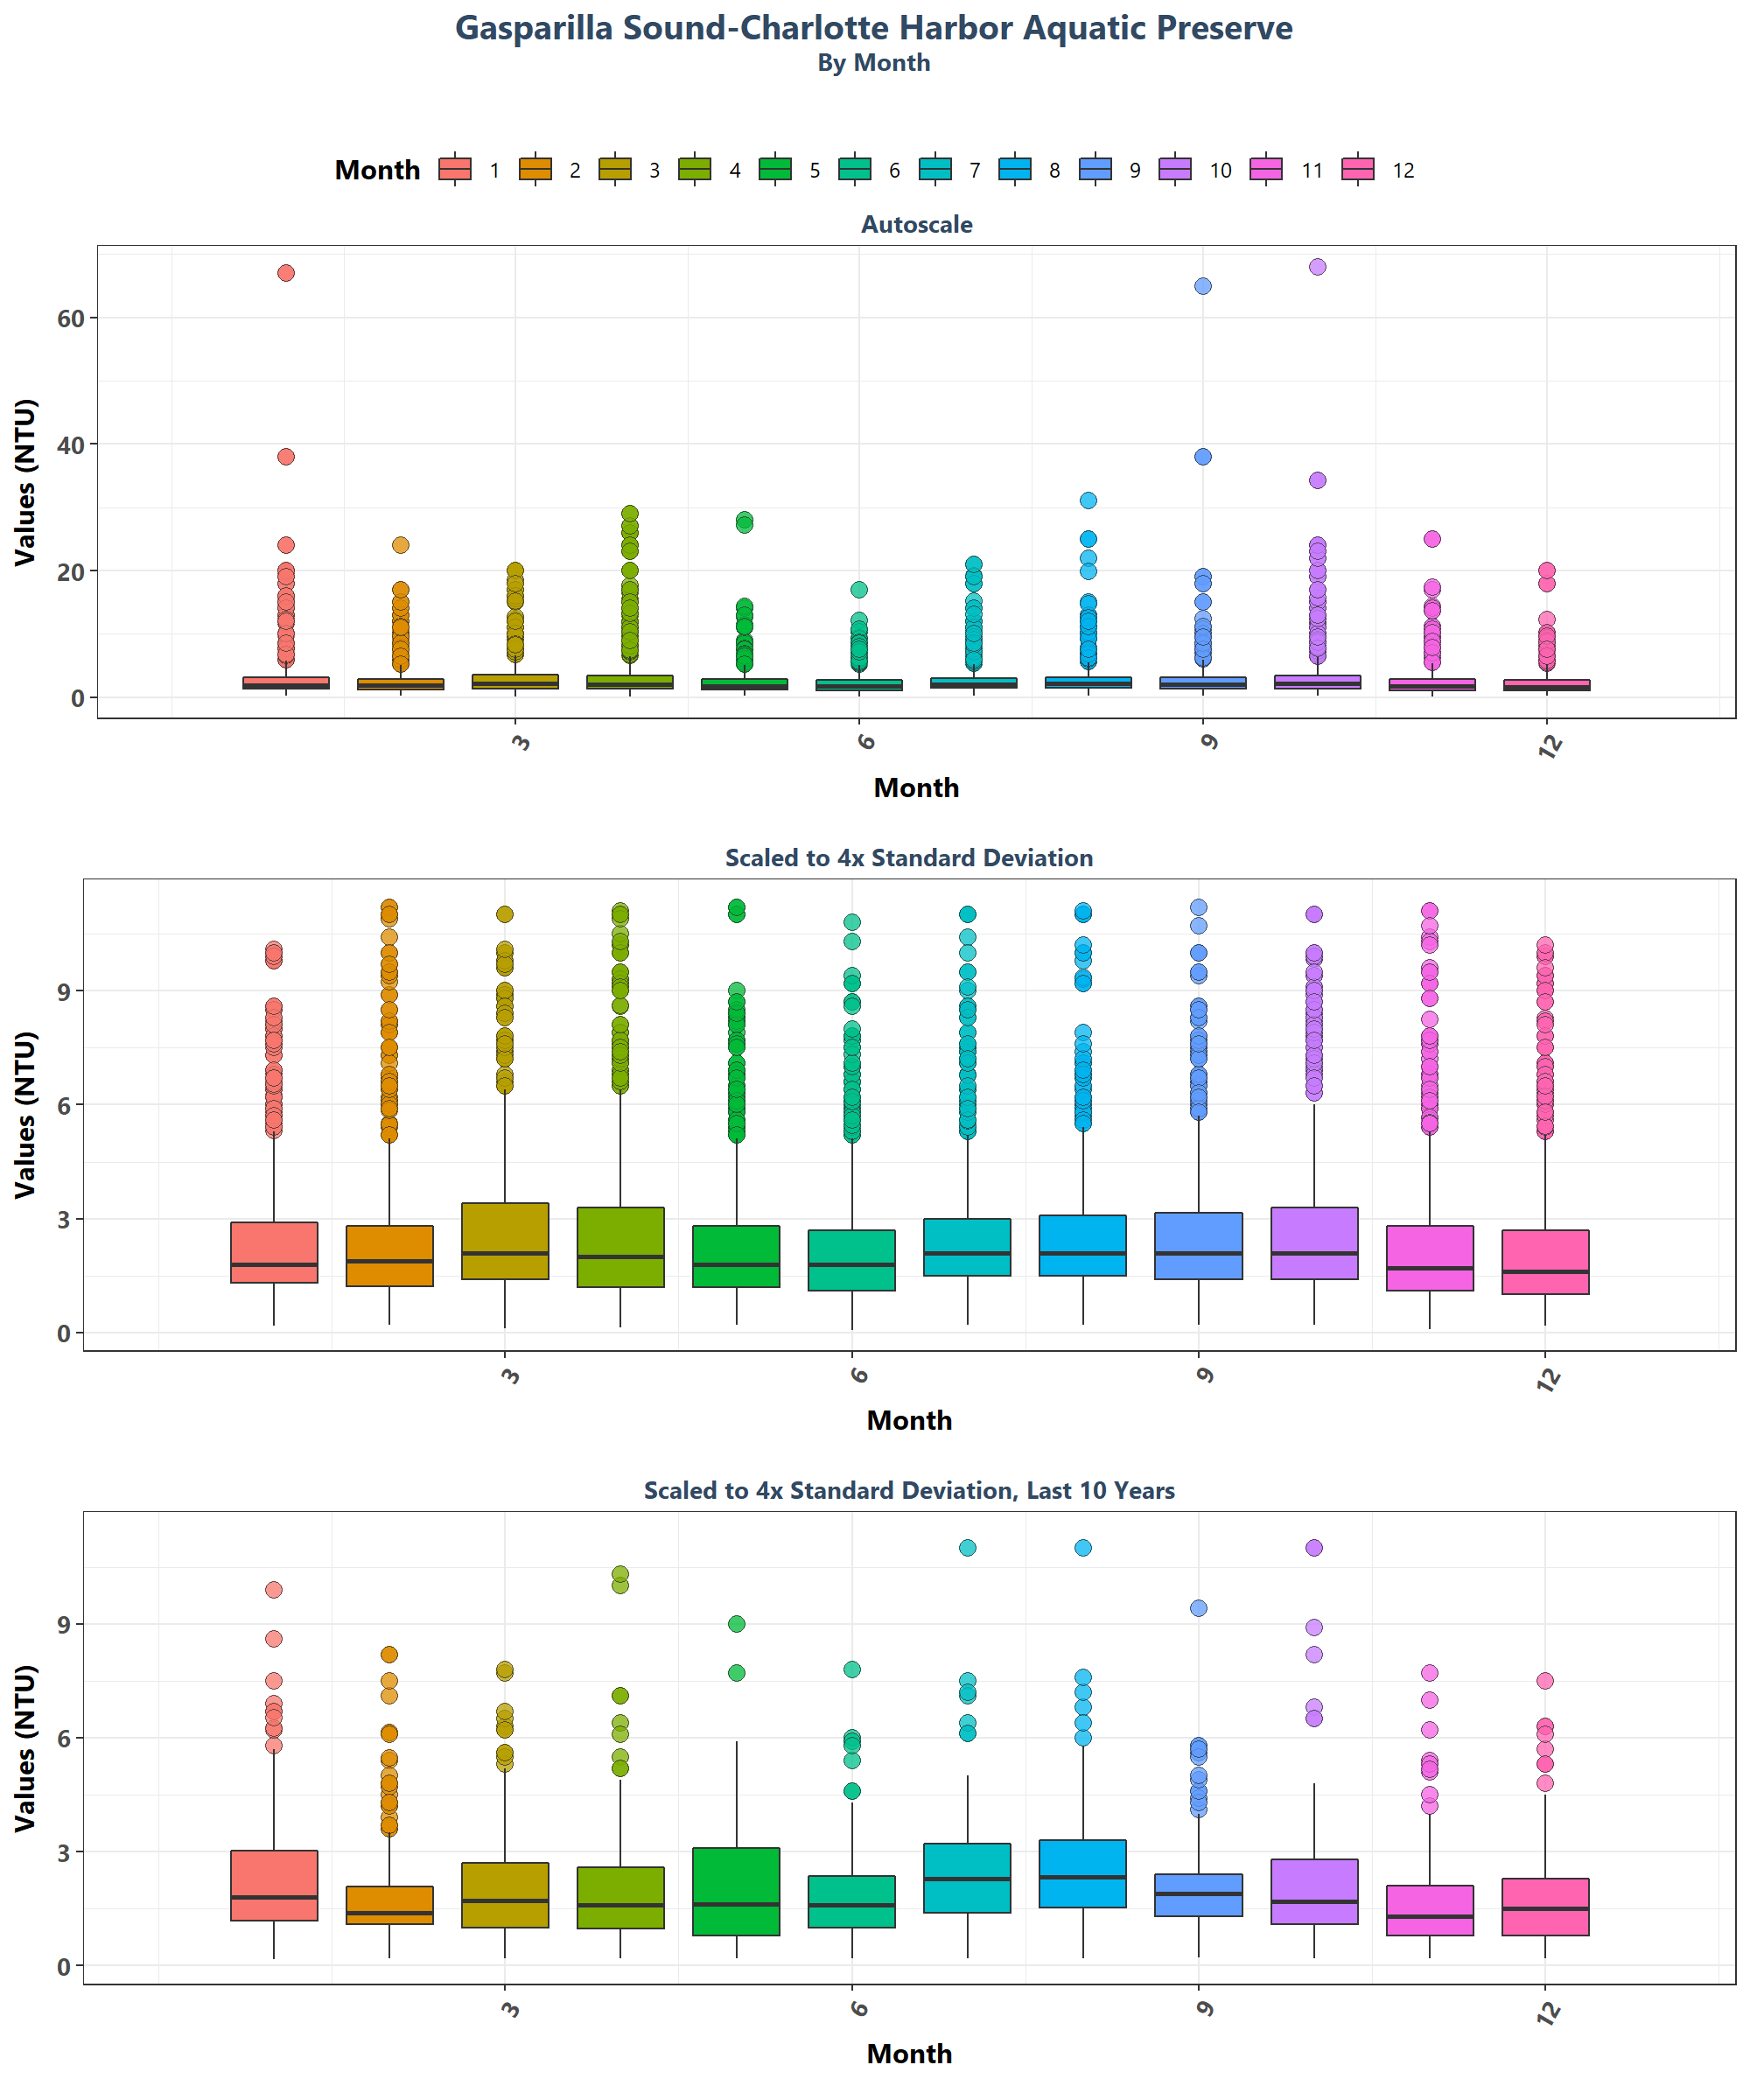 Gasparilla Sound-Charlotte Harbor Aquatic Preserve
By Month
Month 1 2 3 4 5 6 7 8 9 10 11 12
Autoscale
Values (NTU)
60
40
20
0
3 6 9 12
Month
Scaled to 4x Standard Deviation
Values (NTU)
9
6
3
0
3 6 9 12
Month
Scaled to 4x Standard Deviation, Last 10 Years
Values (NTU)
9
6
3
0
3 6 9 12
Month